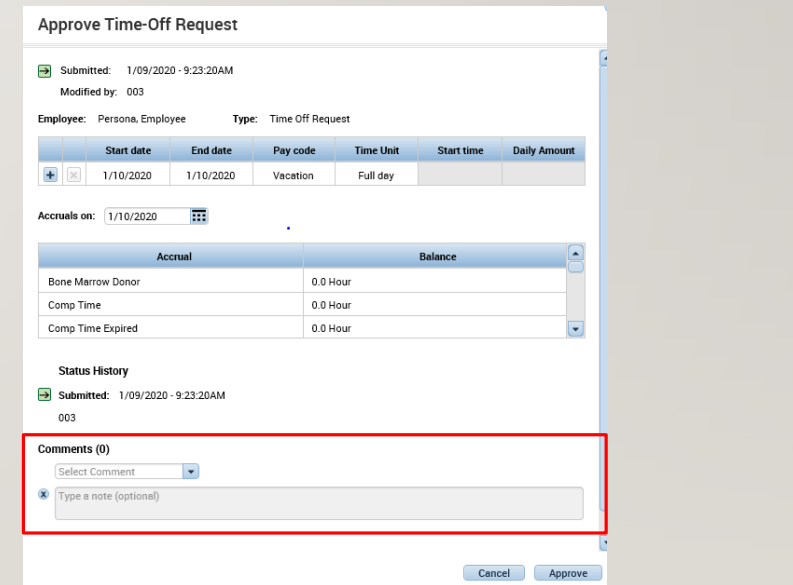 Approve Time-Off Request
Submitted: 1/09/2020 - 9:23:20AM
Modified by: 003
Employee: Persona, Employee Type: Time Off Request
Start date End date Pay code Time Unit Start time Daily Amount
1/10/2020 1/10/2020 Vacation Full day
Accruals on: 1/10/2020
Accrual Balance
Bone Marrow Donor 0.0 Hour
Comp Time 0.0 Hour
Comp Time Expired 0.0 Hour
Status History
Submitted: 1/09/2020 - 9:23:20AM
003
Comments (0)
Select Comment
Type a note (optional)
Cancel Approve